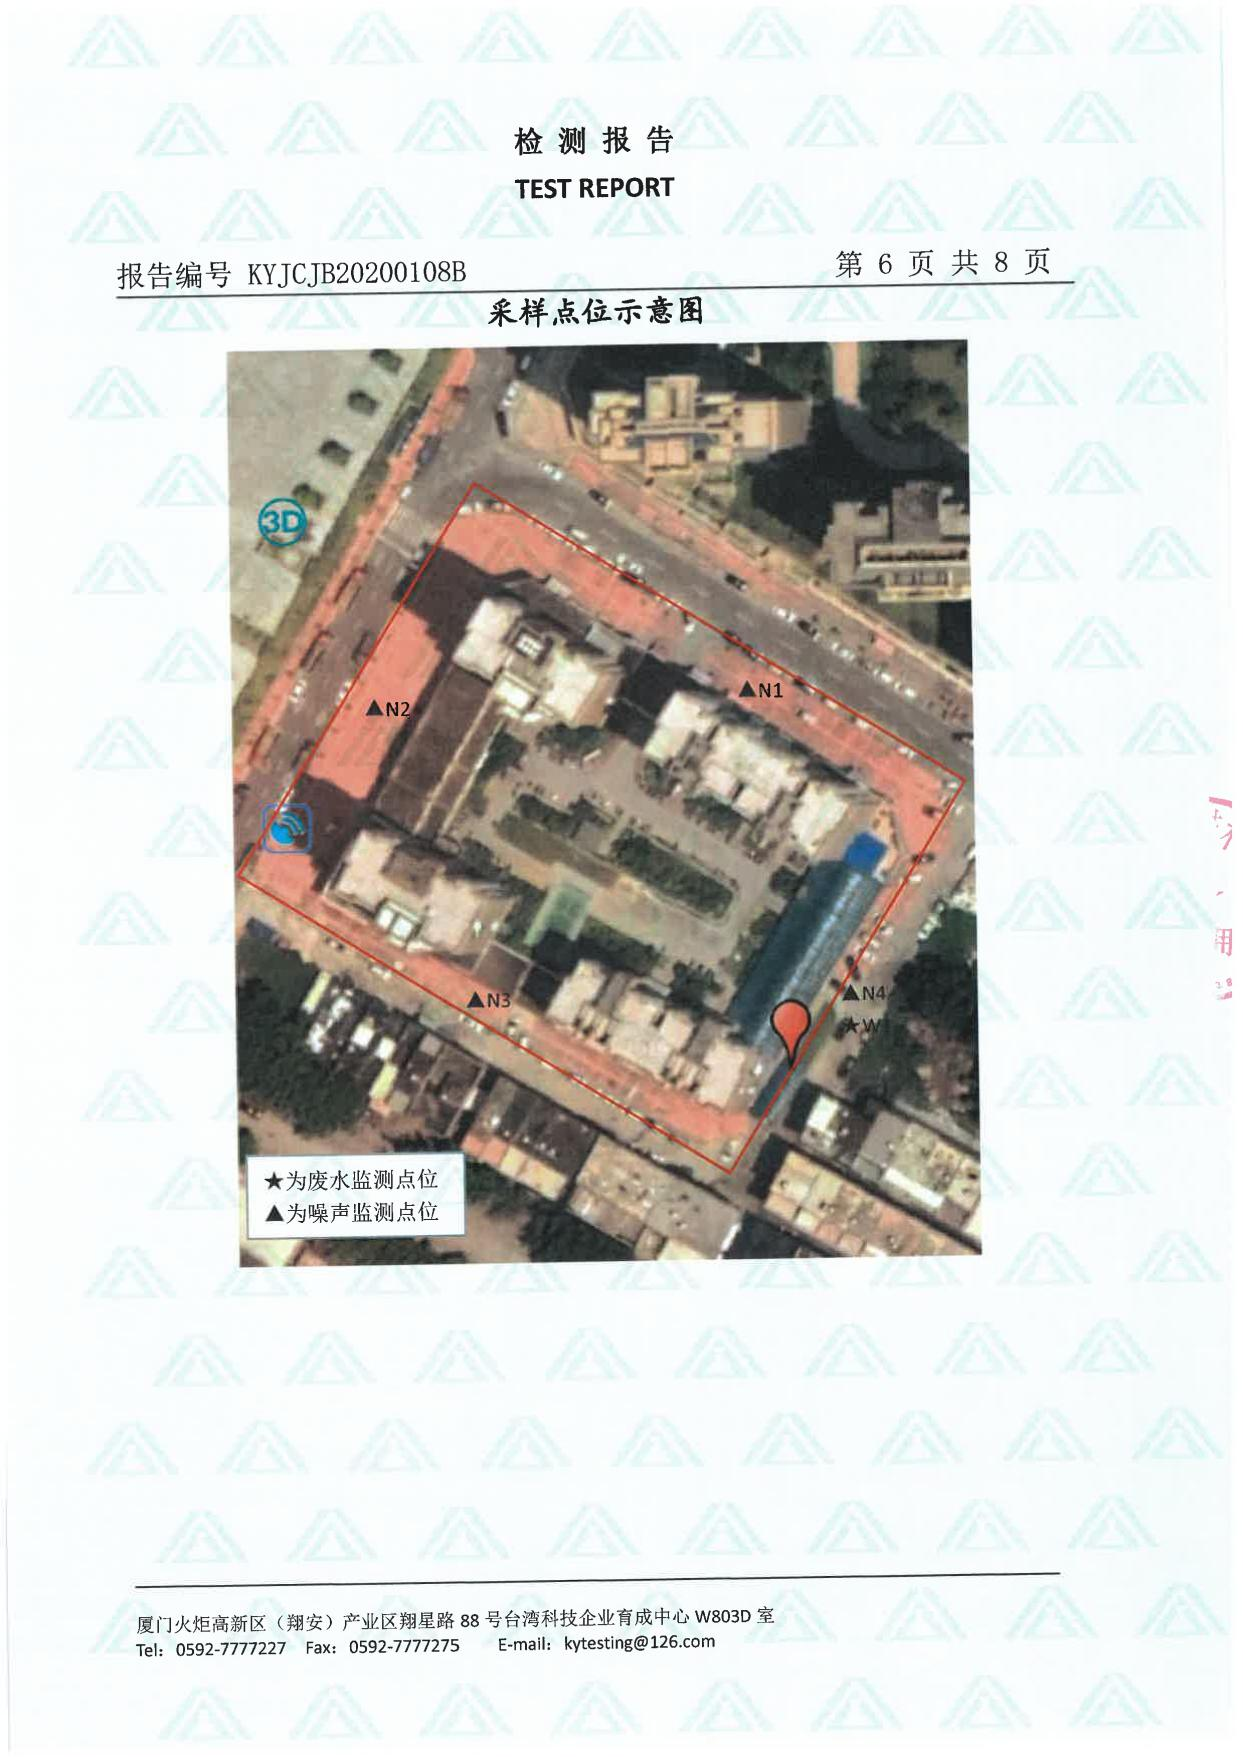 检测报告
TEST REPORT
报告编号 KYJCJB20200108B
第 6 页 共 8 页
采样点位示意图
3D
▲N1
▲N2
▲N3
▲N4
★W
★为废水监测点位
▲为噪声监测点位
厦门火炬高新区（翔安）产业区翔星路 88 号台湾科技企业育成中心 W803D 室
Tel: 0592-7777227 Fax: 0592-7777275 E-mail: kytesting@126.com